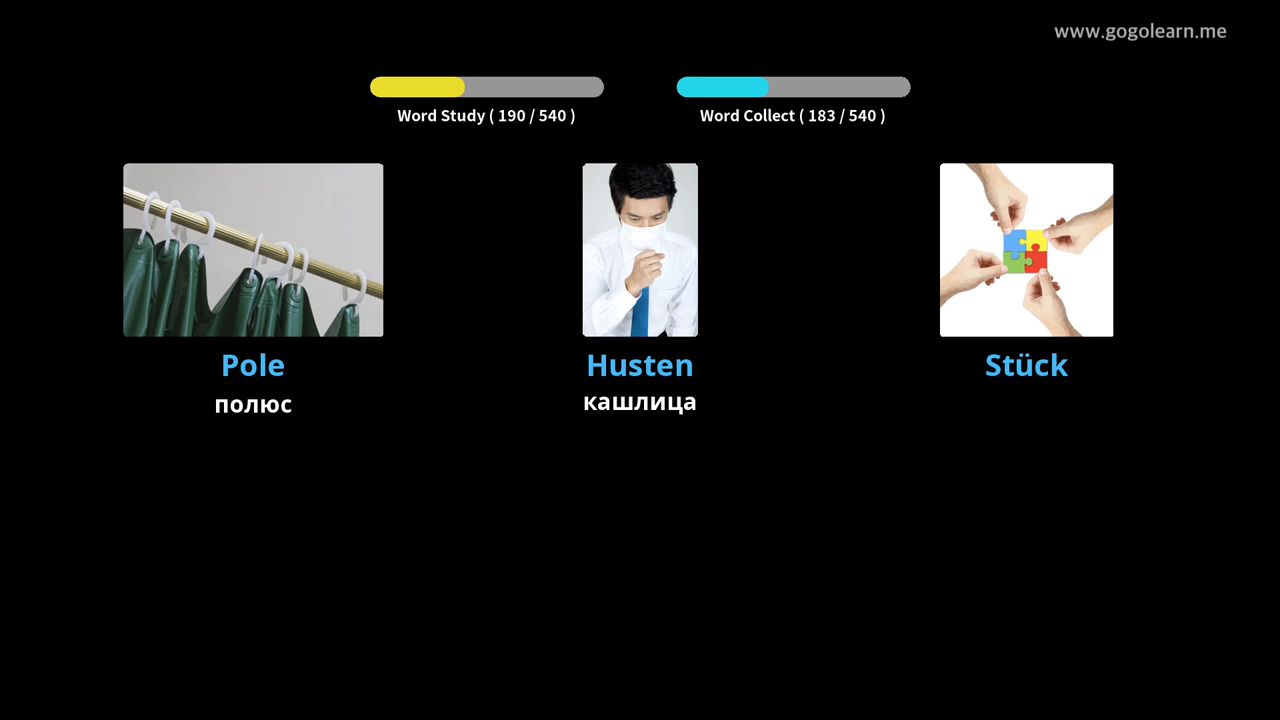 www.gogolearn.me
Word Study ( 190 / 540 )
Word Collect ( 183 / 540 )
Pole
полюс
Husten
кашлица
Stück